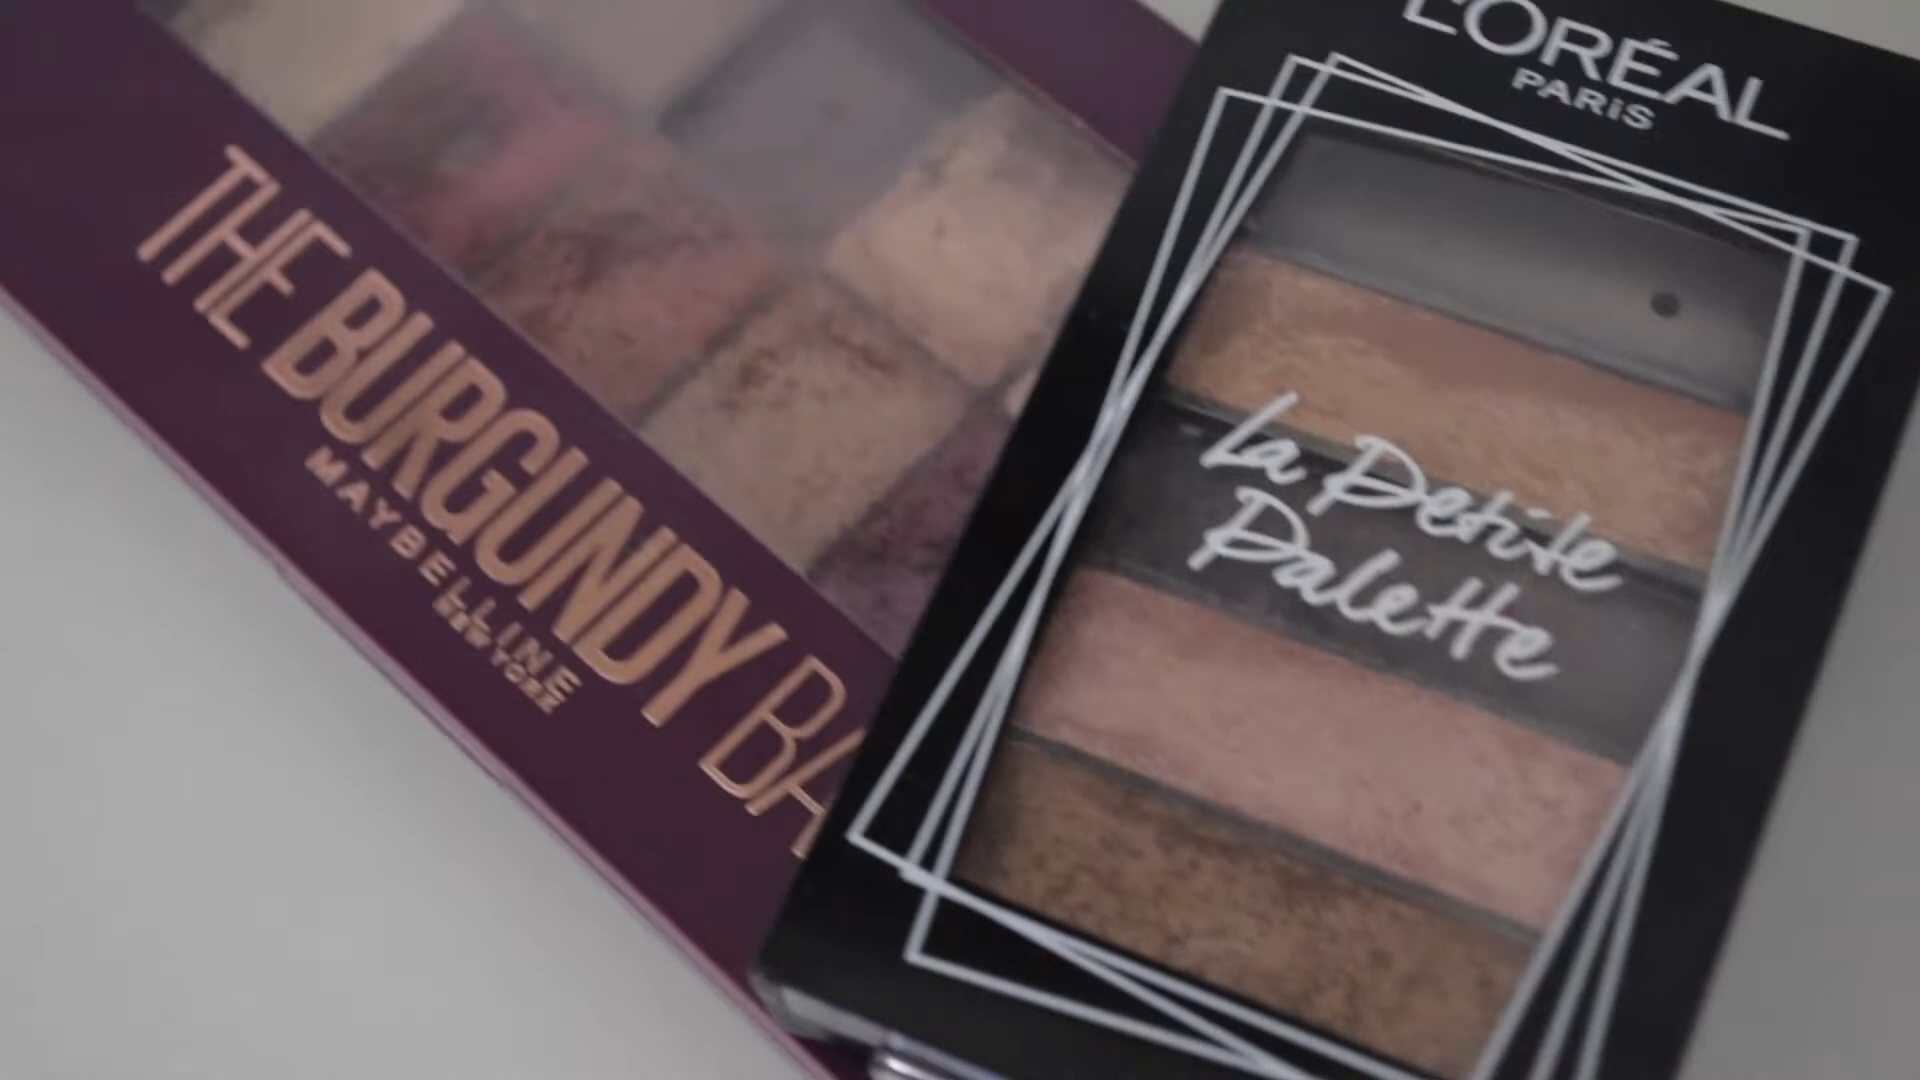 THE BURGUNDY BA
MAYBELLINE
NEW YORK
L'ORÉAL
PARIS
La Petite
Palette